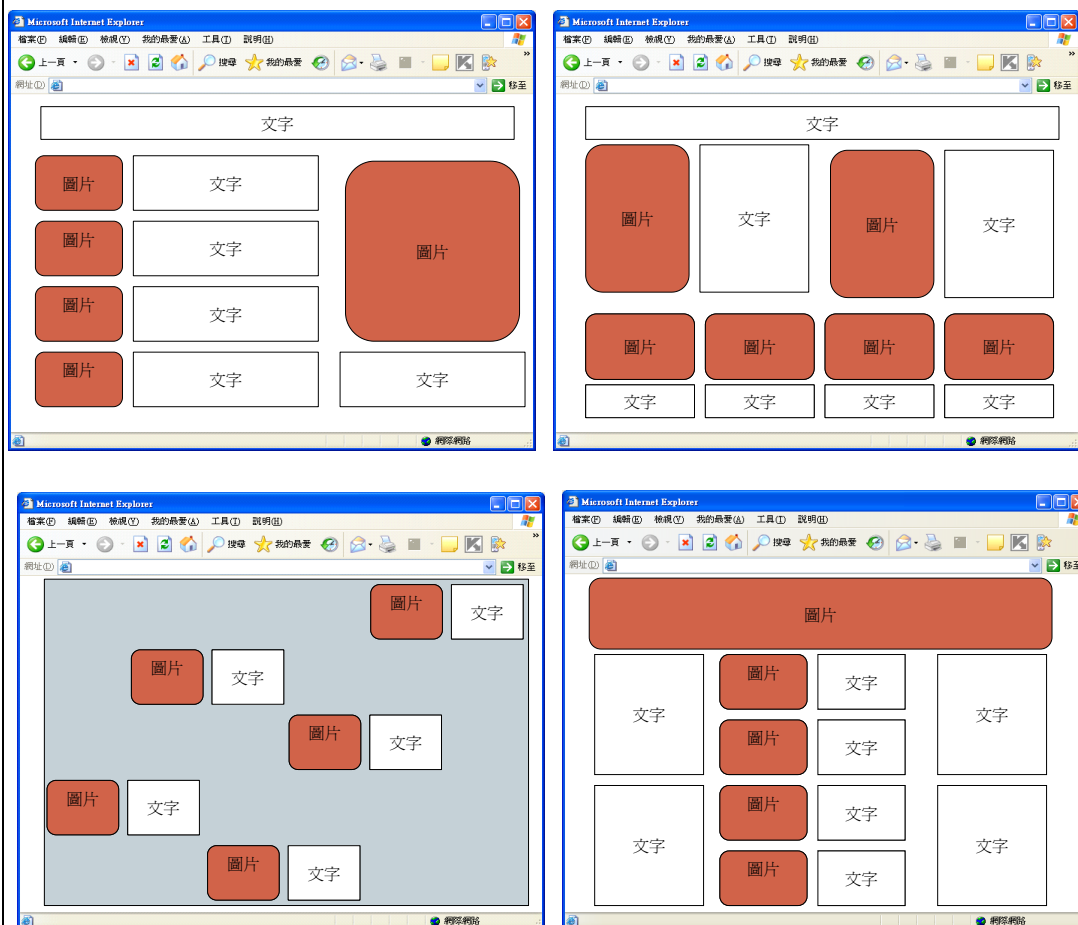 Microsoft Internet Explorer
檔案(F) 編輯(E) 檢視(V) 我的最愛(A) 工具(T) 說明(H)
上一頁 搜尋 我的最愛 »
網址(D) 移至
文字
圖片 文字
圖片
圖片 文字
圖片 文字
圖片 文字
文字
網際網路
Microsoft Internet Explorer
檔案(F) 編輯(E) 檢視(V) 我的最愛(A) 工具(T) 說明(H)
上一頁 搜尋 我的最愛 »
網址(D) 移至
文字
圖片 文字 圖片 文字
圖片 圖片 圖片 圖片
文字 文字 文字 文字
網際網路
Microsoft Internet Explorer
檔案(F) 編輯(E) 檢視(V) 我的最愛(A) 工具(T) 說明(H)
上一頁 搜尋 我的最愛 »
網址(D) 移至
圖片 文字
圖片 文字
圖片 文字
圖片 文字
圖片 文字
網際網路
Microsoft Internet Explorer
檔案(F) 編輯(E) 檢視(V) 我的最愛(A) 工具(T) 說明(H)
上一頁 搜尋 我的最愛
網址(D) 移至
圖片
文字 圖片 文字 文字
圖片 文字
文字 圖片 文字 文字
圖片 文字
網際網路